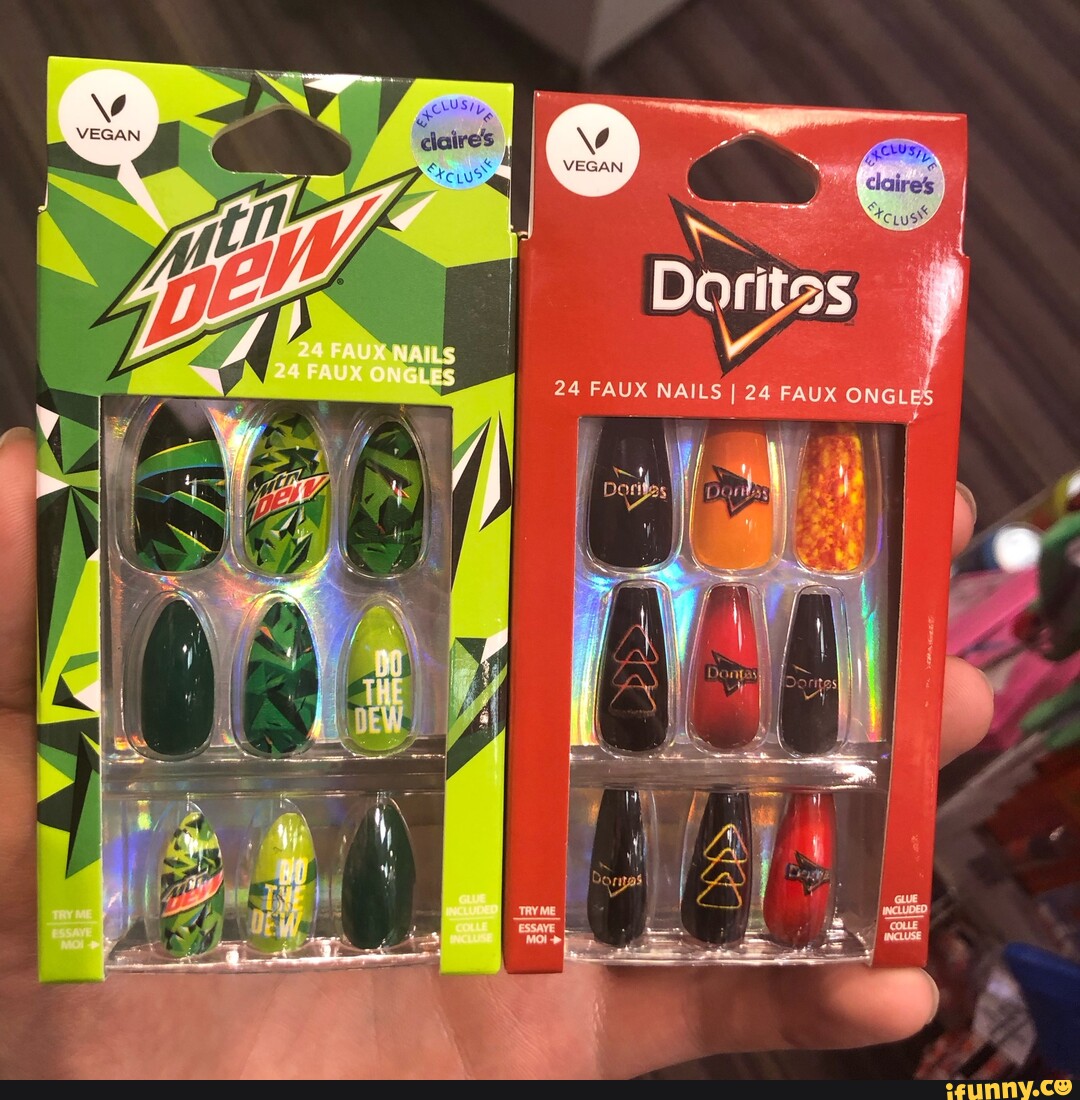 VEGAN
EXCLUSIVE
claire's
EXCLUSIF
mtn
DEW
24 FAUX NAILS
24 FAUX ONGLES
mtn
DEW
DO
THE
DEW
mtn
DEW
DO
THE
DEW
TRY ME
ESSAYE
MOI
GLUE
INCLUDED
COLLE
INCLUSE
VEGAN
EXCLUSIVE
claire's
EXCLUSIF
Doritos
24 FAUX NAILS | 24 FAUX ONGLES
Doritos
Doritos
Doritos
Doritos
Doritos
Doritos
TRY ME
ESSAYE
MOI
GLUE
INCLUDED
COLLE
INCLUSE
ifunny.co